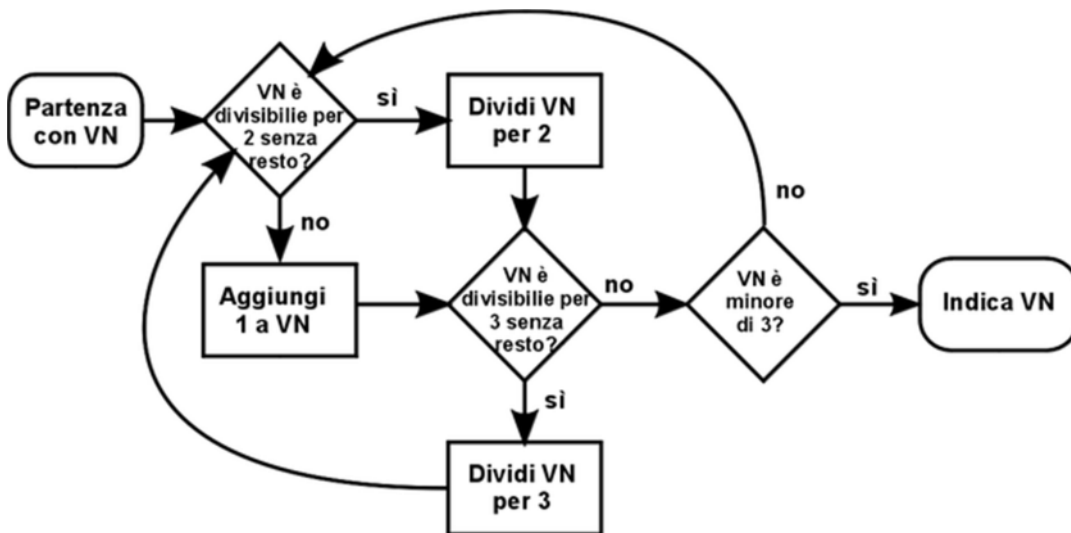 Partenza
con VN
VN è
divisibilie per
2 senza
resto?
sì
Dividi VN
per 2
no
Aggiungi
1 a VN
VN è
divisibilie per
3 senza
resto?
no
VN è
minore
di 3?
no
sì
Indica VN
sì
Dividi VN
per 3